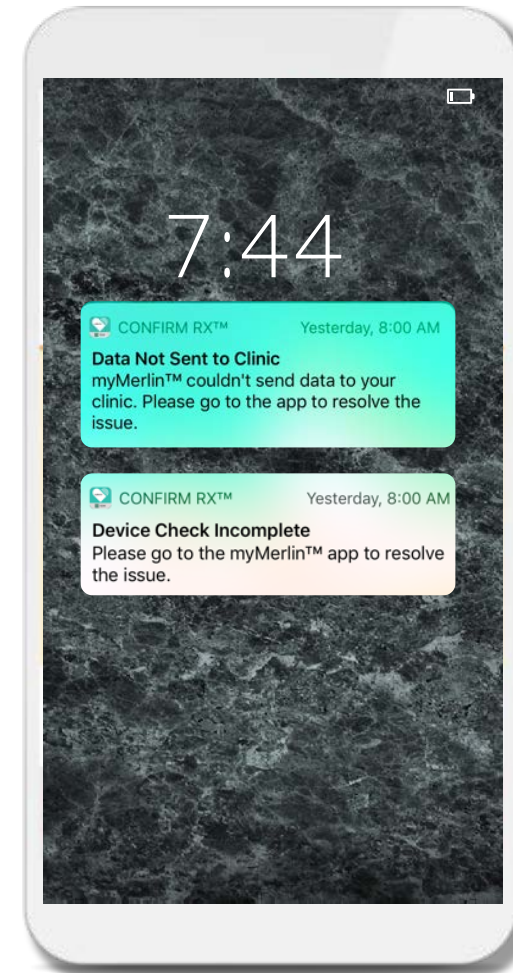 7:44
CONFIRM RX™ Yesterday, 8:00 AM
Data Not Sent to Clinic
myMerlin™ couldn't send data to your
clinic. Please go to the app to resolve the
issue.
CONFIRM RX™ Yesterday, 8:00 AM
Device Check Incomplete
Please go to the myMerlin™ app to resolve
the issue.